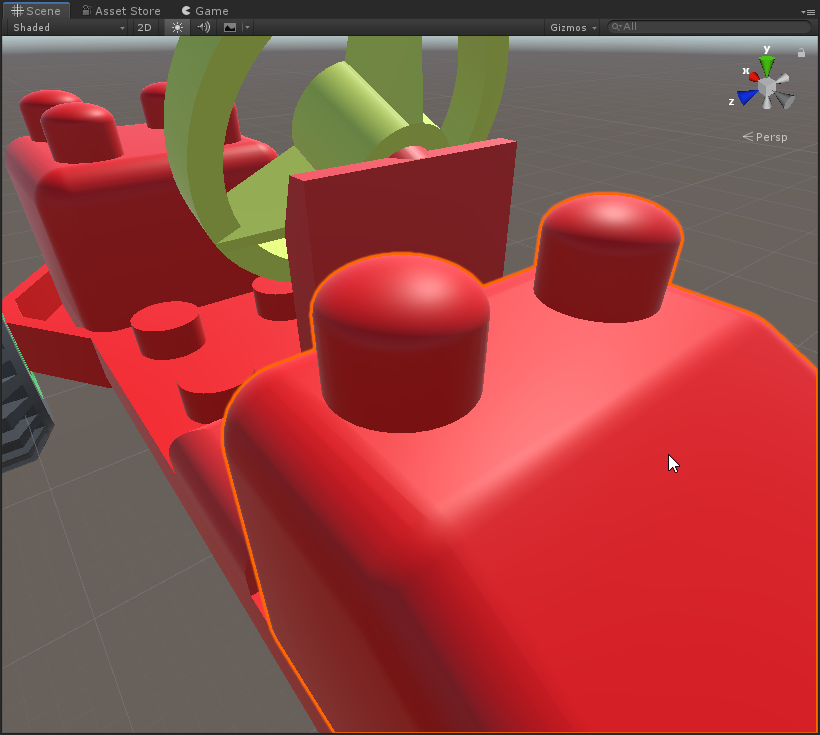 Scene Asset Store Game
Shaded 2D Gizmos All
y
x
z
Persp